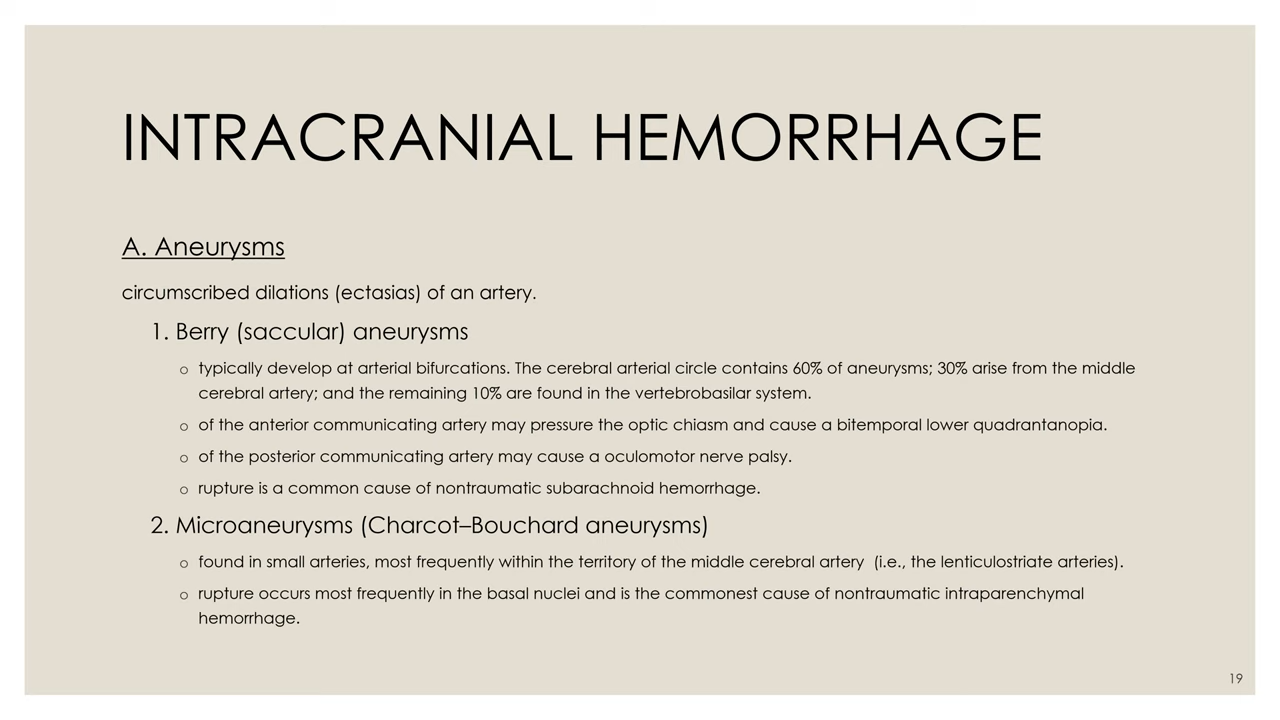 INTRACRANIAL HEMORRHAGE
A. Aneurysms
circumscribed dilations (ectasias) of an artery.
1. Berry (saccular) aneurysms
o typically develop at arterial bifurcations. The cerebral arterial circle contains 60% of aneurysms; 30% arise from the middle
cerebral artery; and the remaining 10% are found in the vertebrobasilar system.
o of the anterior communicating artery may pressure the optic chiasm and cause a bitemporal lower quadrantanopia.
o of the posterior communicating artery may cause a oculomotor nerve palsy.
o rupture is a common cause of nontraumatic subarachnoid hemorrhage.
2. Microaneurysms (Charcot–Bouchard aneurysms)
o found in small arteries, most frequently within the territory of the middle cerebral artery  (i.e., the lenticulostriate arteries).
o rupture occurs most frequently in the basal nuclei and is the commonest cause of nontraumatic intraparenchymal
hemorrhage.
19